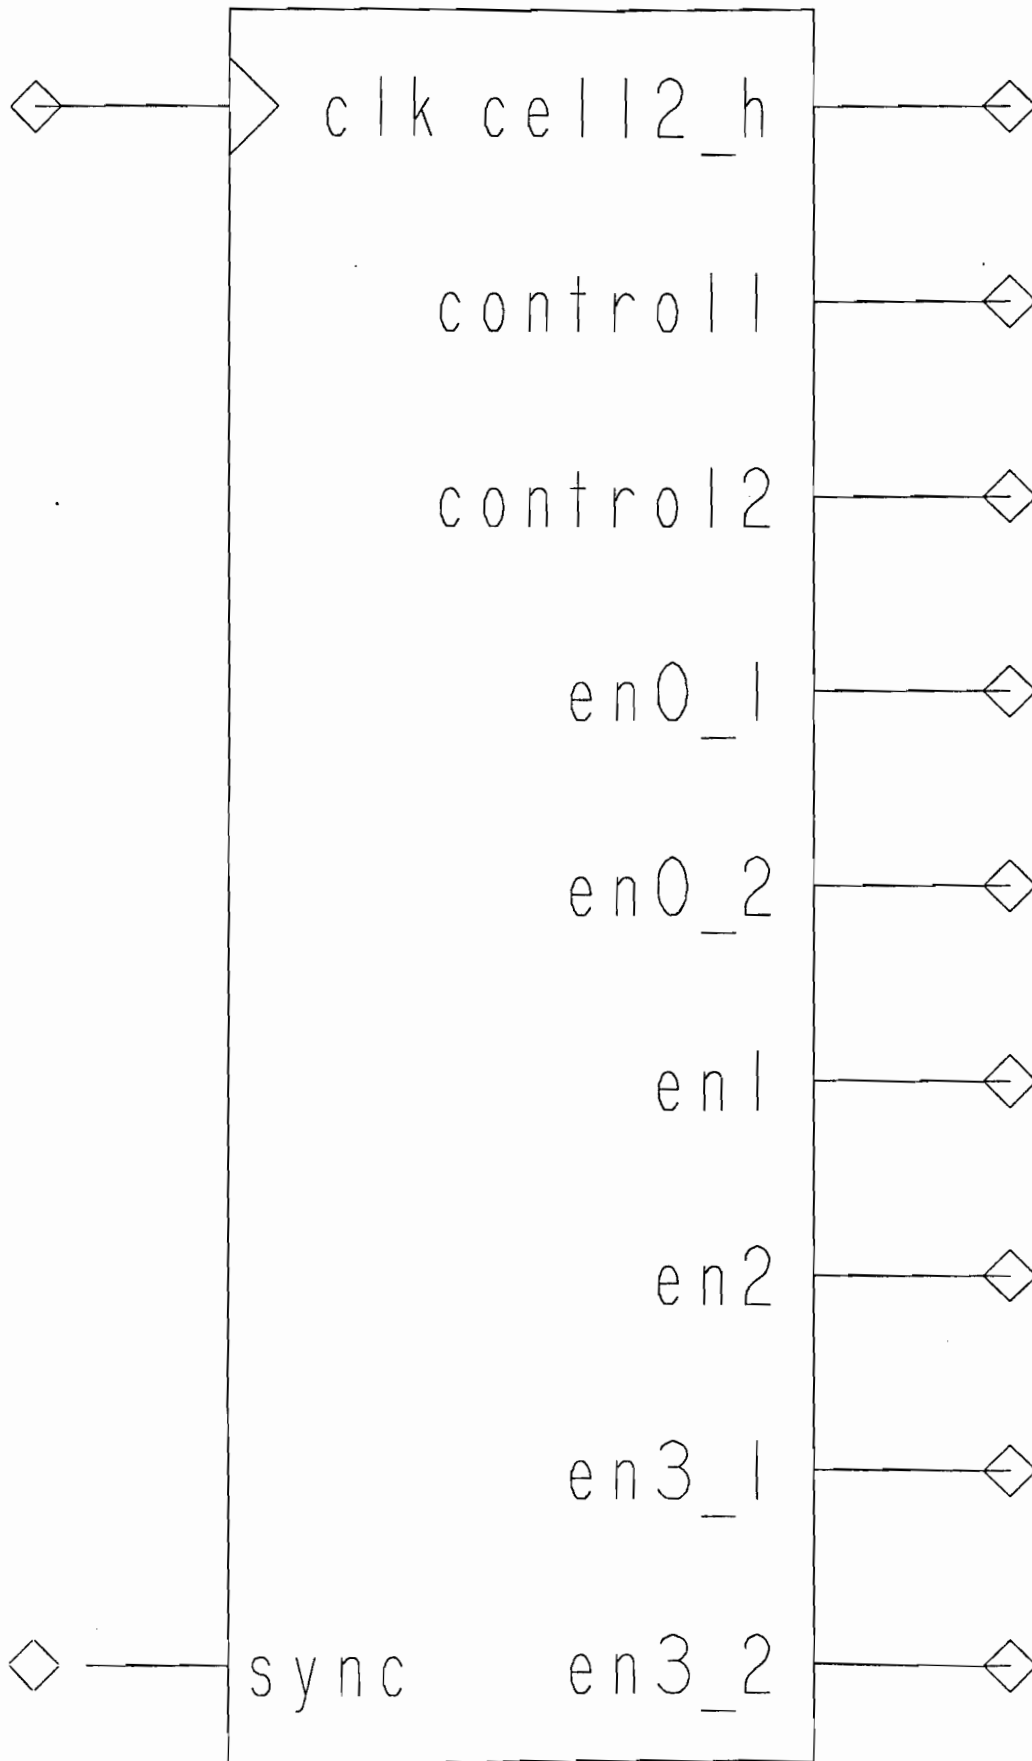 clk cell2_h
control1
control2
en0_1
en0_2
en1
en2
en3_1
sync en3_2